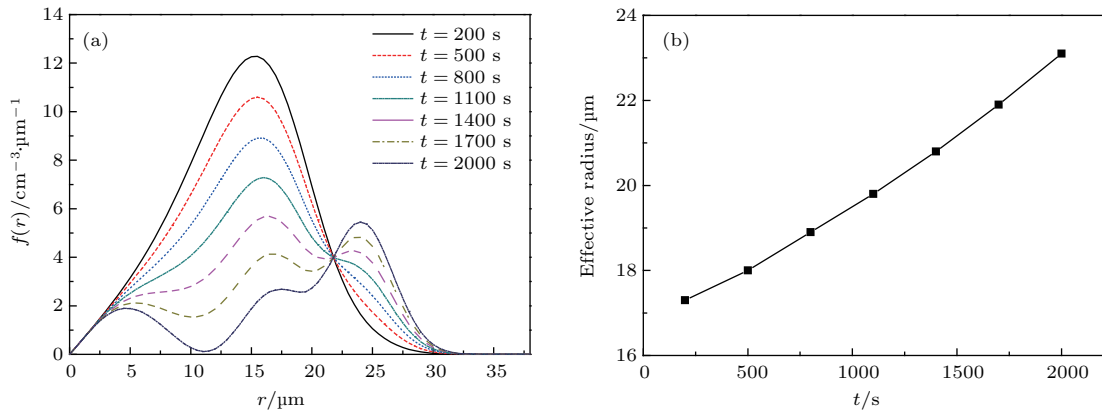 (a)
t = 200 s
t = 500 s
t = 800 s
t = 1100 s
t = 1400 s
t = 1700 s
t = 2000 s
14
12
10
8
6
4
2
0
f(r)/cm⁻³·µm⁻¹
0 5 10 15 20 25 30 35
r/µm
(b)
24
22
20
18
16
Effective radius/µm
0 500 1000 1500 2000
t/s